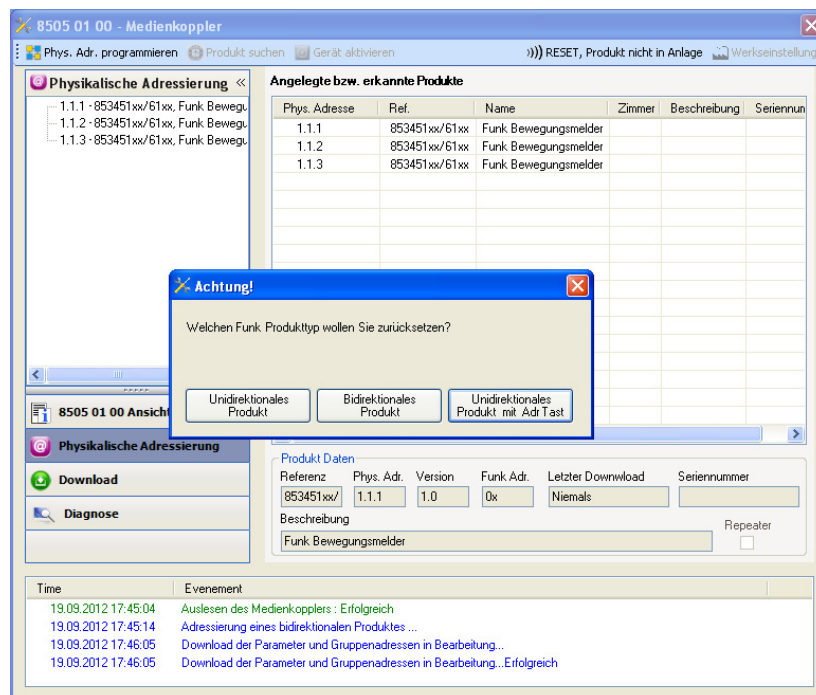 8505 01 00 - Medienkoppler
Phys. Adr. programmieren Produkt suchen Gerät aktivieren RESET, Produkt nicht in Anlage Werkseinstellung
Physikalische Adressierung
1.1.1 - 853451xx/61xx, Funk Bewegu
1.1.2 - 853451xx/61xx, Funk Bewegu
1.1.3 - 853451xx/61xx, Funk Bewegu
Angelegte bzw. erkannte Produkte
Phys. Adresse Ref. Name Zimmer Beschreibung Seriennun
1.1.1 853451xx/61xx Funk Bewegungsmelder
1.1.2 853451xx/61xx Funk Bewegungsmelder
1.1.3 853451xx/61xx Funk Bewegungsmelder
Achtung!
Welchen Funk Produkttyp wollen Sie zurücksetzen?
Unidirektionales
Produkt
Bidirektionales
Produkt
Unidirektionales
Produkt mit Adr Tast
8505 01 00 Ansicht
Physikalische Adressierung
Download
Diagnose
Produkt Daten
Referenz Phys. Adr. Version Funk Adr. Letzter Downwload Seriennummer
853451xx/ 1.1.1 1.0 0x Niemals
Beschreibung
Repeater
Funk Bewegungsmelder
Time Evenement
19.09.2012 17:45:04 Auslesen des Medienkopplers : Erfolgreich
19.09.2012 17:45:14 Adressierung eines bidirektionalen Produktes ...
19.09.2012 17:46:05 Download der Parameter und Gruppenadressen in Bearbeitung...
19.09.2012 17:46:05 Download der Parameter und Gruppenadressen in Bearbeitung...Erfolgreich